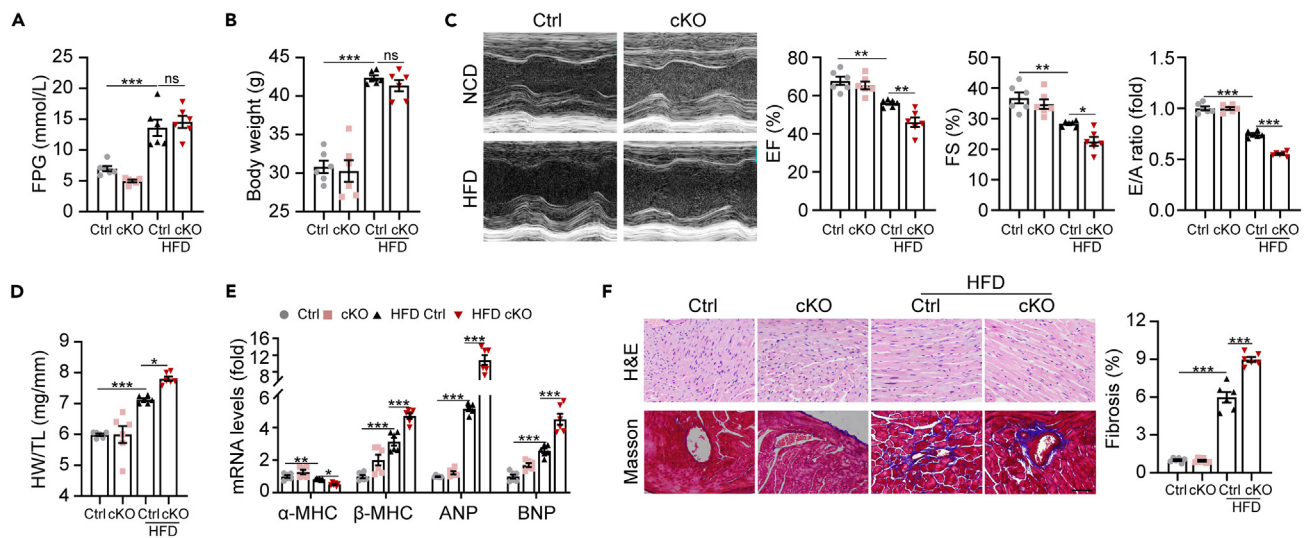 A
FPG (mmol/L)
25
20
15
10
5
0
***
ns
Ctrl cKO Ctrl cKO
HFD
B
Body weight (g)
45
40
35
30
25
***
ns
Ctrl cKO Ctrl cKO
HFD
C
Ctrl cKO
NCD
HFD
EF (%)
80
60
40
20
0
**
**
Ctrl cKO Ctrl cKO
HFD
FS (%)
50
40
30
20
10
0
**
*
Ctrl cKO Ctrl cKO
HFD
E/A ratio (fold)
1.5
1.0
0.5
0.0
***
***
Ctrl cKO Ctrl cKO
HFD
D
HW/TL (mg/mm)
9
8
7
6
5
4
***
*
Ctrl cKO Ctrl cKO
HFD
E
Ctrl cKO HFD Ctrl HFD cKO
mRNA levels (fold)
16
14
12
6
4
2
0
** *
*** ***
*** ***
*** ***
α-MHC β-MHC ANP BNP
F
HFD
Ctrl cKO Ctrl cKO
H&E
Masson
Fibrosis (%)
12
9
6
3
0
***
***
Ctrl cKO Ctrl cKO
HFD